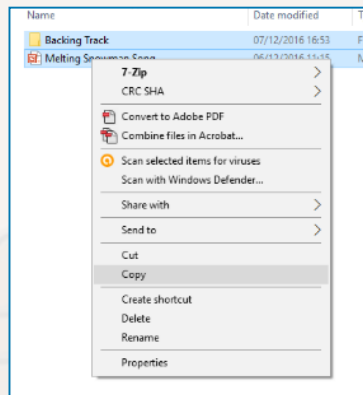 Name Date modified T
Backing Track 07/12/2016 16:53 F
Melting Snowman Song 06/12/2016 11:15 M
7-Zip
CRC SHA
Convert to Adobe PDF
Combine files in Acrobat...
Scan selected items for viruses
Scan with Windows Defender...
Share with
Send to
Cut
Copy
Create shortcut
Delete
Rename
Properties